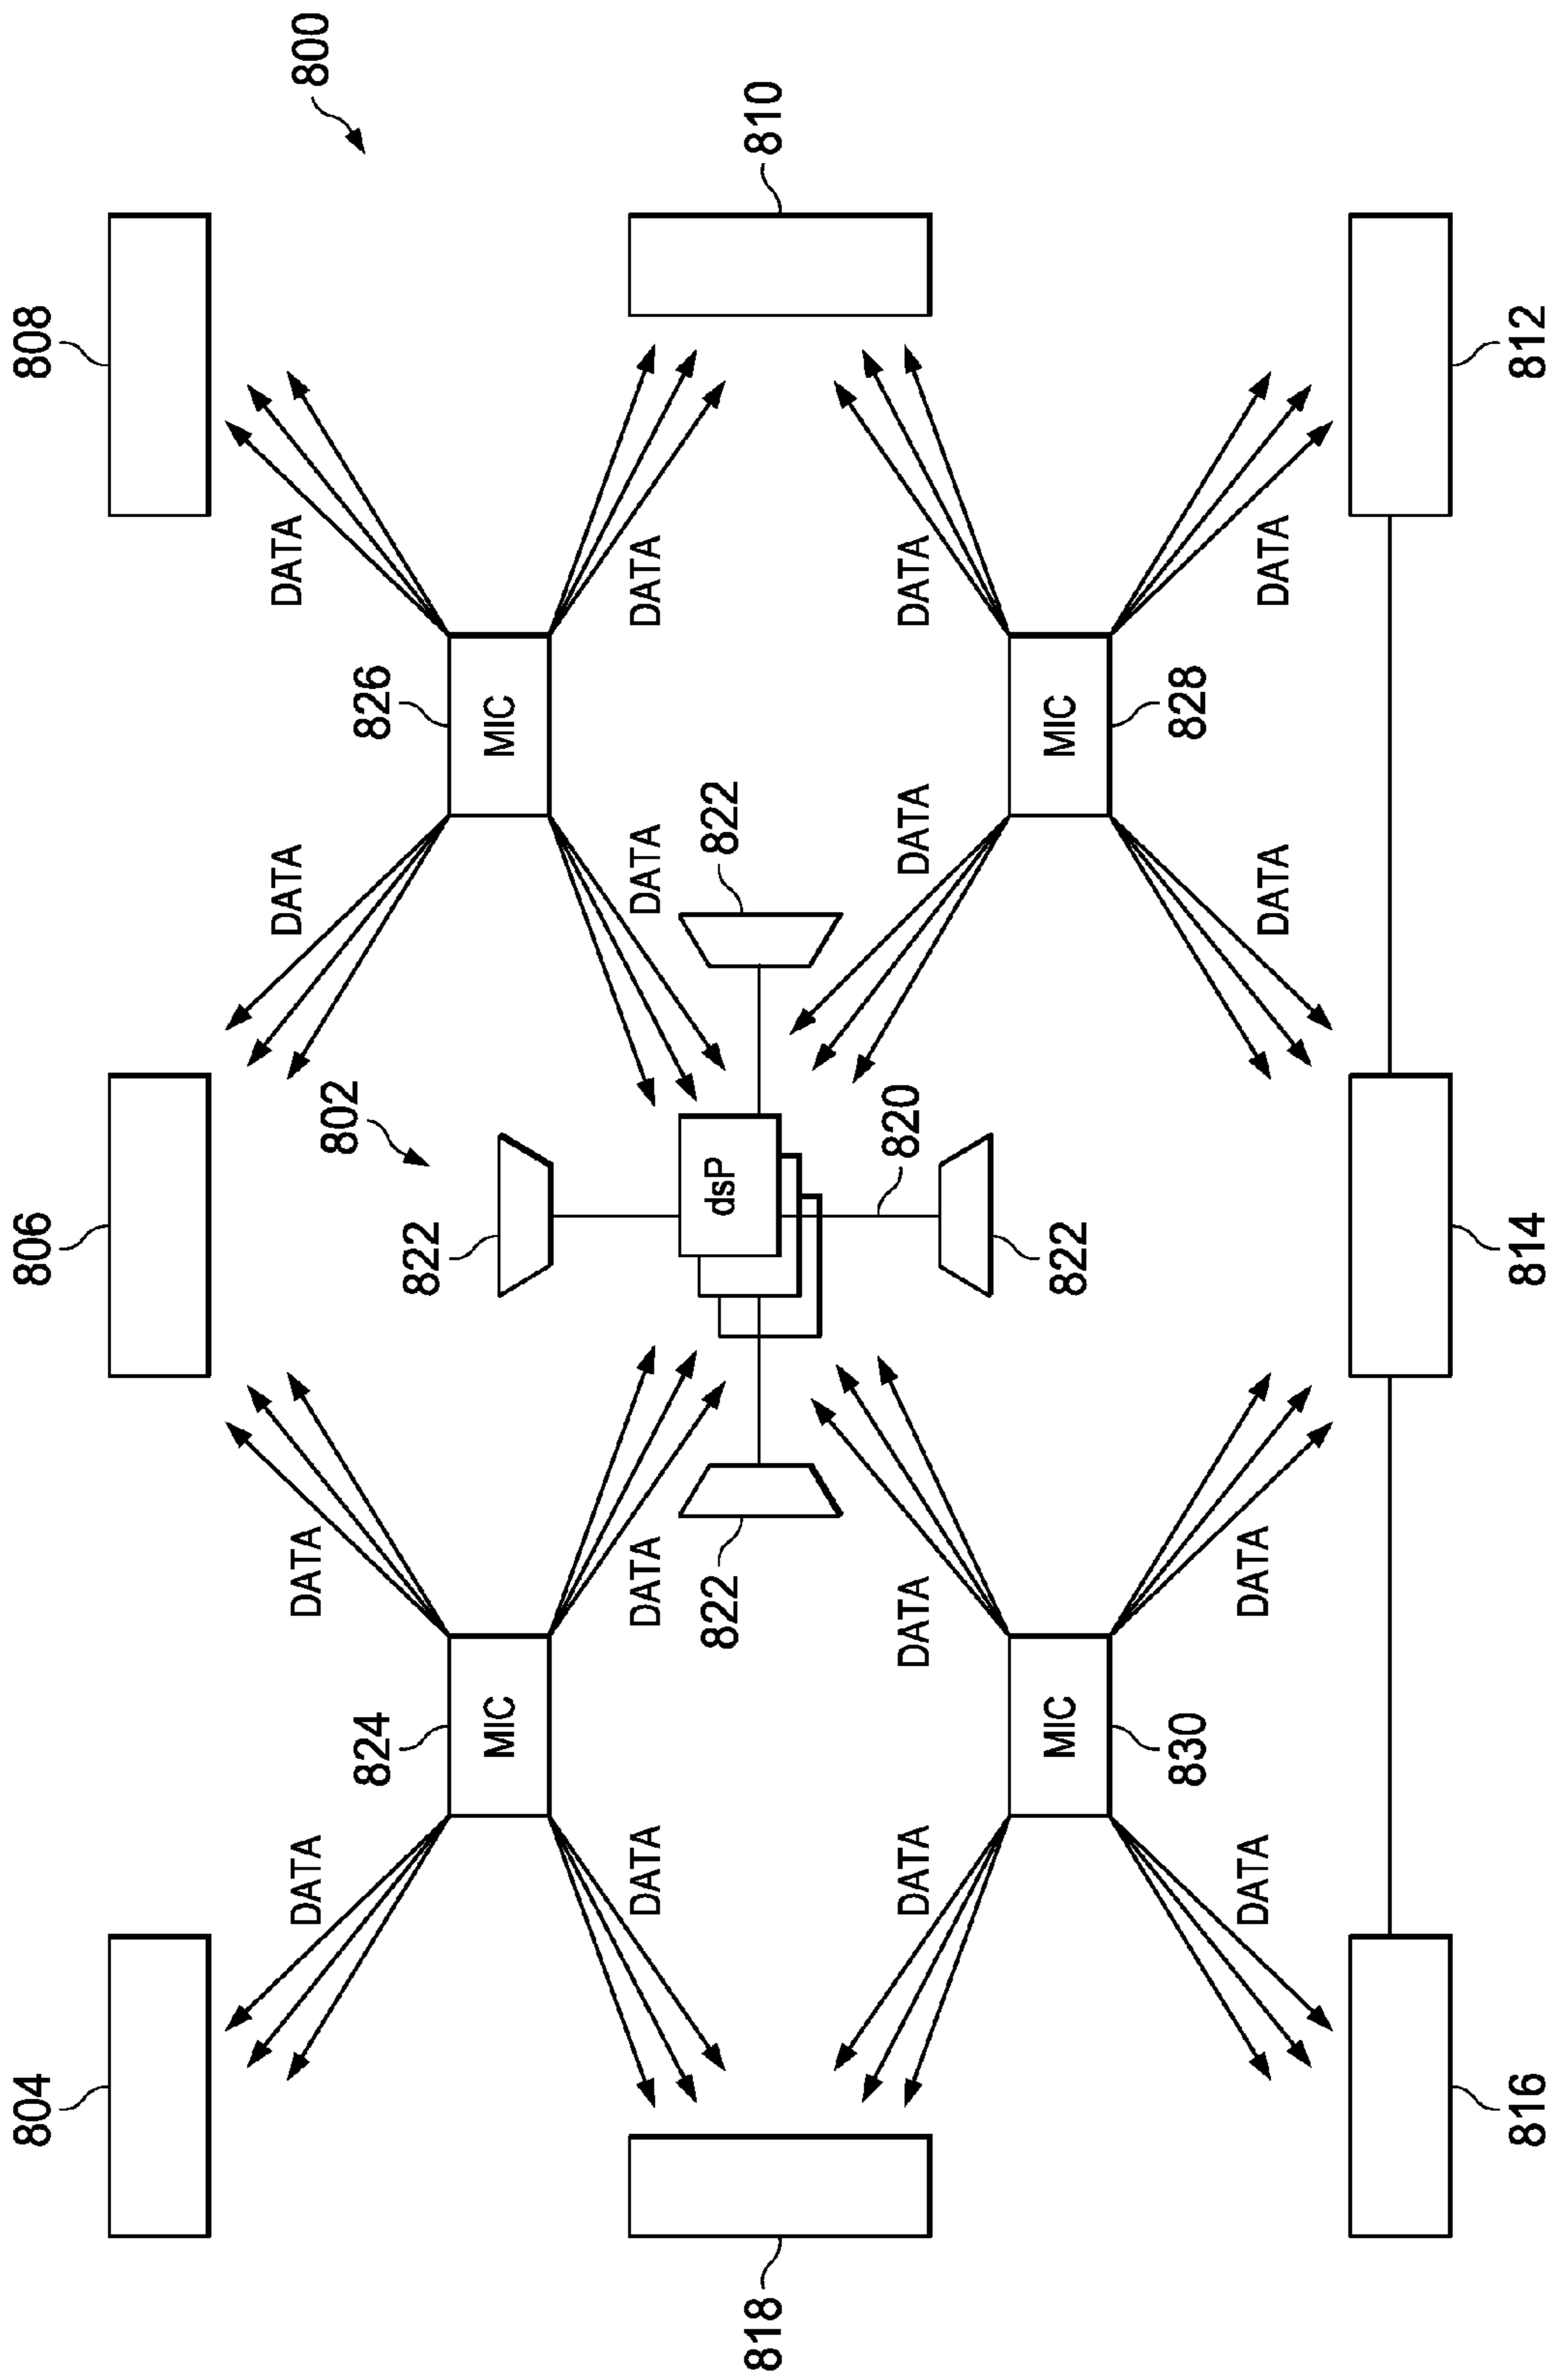 804
806
808
800
DATA
DATA
DATA
DATA
802
824
826
822
MIC
MIC
DATA
DATA
DATA
DATA
822
dsP
822
818
810
820
DATA
DATA
DATA
DATA
MIC
822
MIC
830
828
DATA
DATA
DATA
DATA
816
814
812